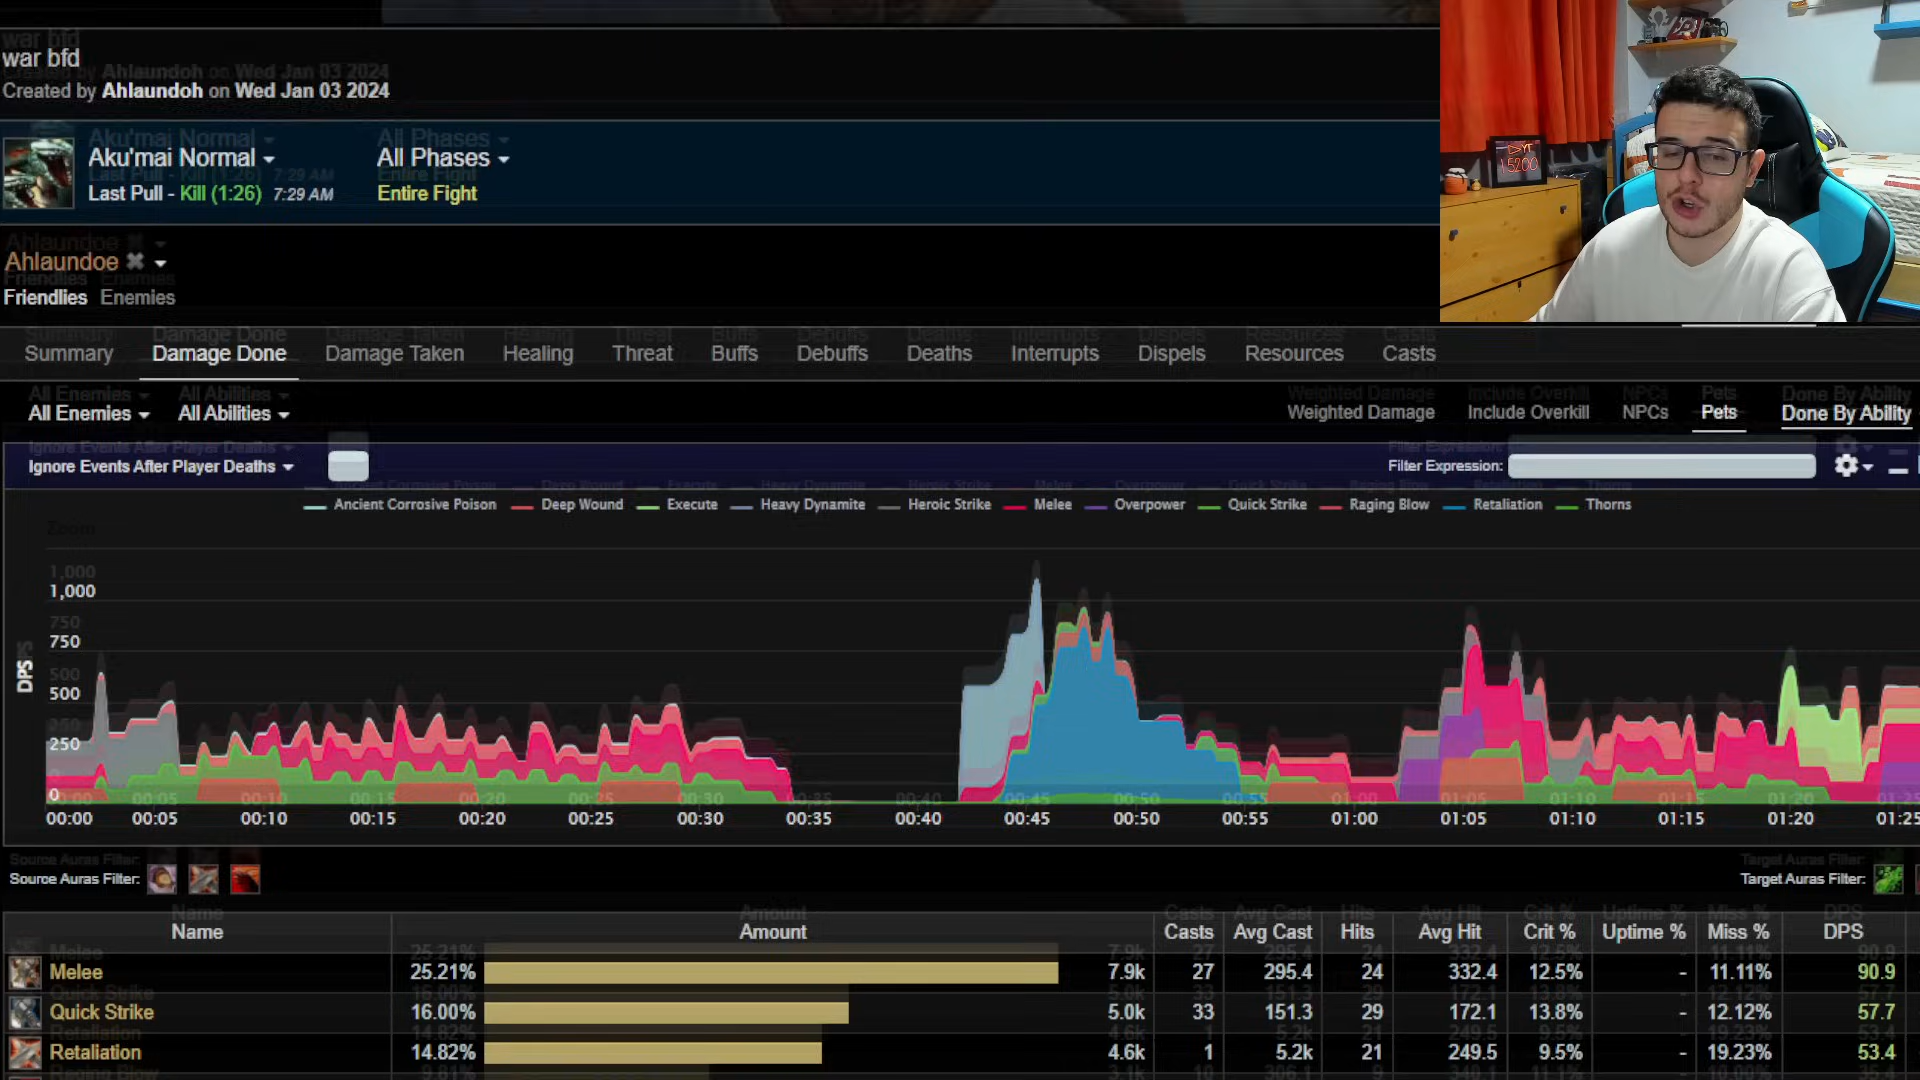 war bfd
Created by Ahlaundoh on Wed Jan 03 2024
Aku'mai Normal
All Phases
Last Pull - Kill (1:26) 7:29 AM
Entire Fight
Ahlaundoe
Friendlies Enemies
Summary Damage Done Damage Taken Healing Threat Buffs Debuffs Deaths Interrupts Dispels Resources Casts
All Enemies All Abilities Weighted Damage Include Overkill NPCs Pets Done By Ability
Ignore Events After Player Deaths Filter Expression:
Ancient Corrosive Poison Deep Wound Execute Heavy Dynamite Heroic Strike Melee Overpower Quick Strike Raging Blow Retaliation Thorns
Zoom
1,000
750
DPS
500
250
0
00:00 00:05 00:10 00:15 00:20 00:25 00:30 00:35 00:40 00:45 00:50 00:55 01:00 01:05 01:10 01:15 01:20 01:25
Source Auras Filter: Target Auras Filter:
Name Amount Casts Avg Cast Hits Avg Hit Crit % Uptime % Miss % DPS
Melee 25.21% 7.9k 27 295.4 24 332.4 12.5% - 11.11% 90.9
Quick Strike 16.00% 5.0k 33 151.3 29 172.1 13.8% - 12.12% 57.7
Retaliation 14.82% 4.6k 1 5.2k 21 249.5 9.5% - 19.23% 53.4
15200